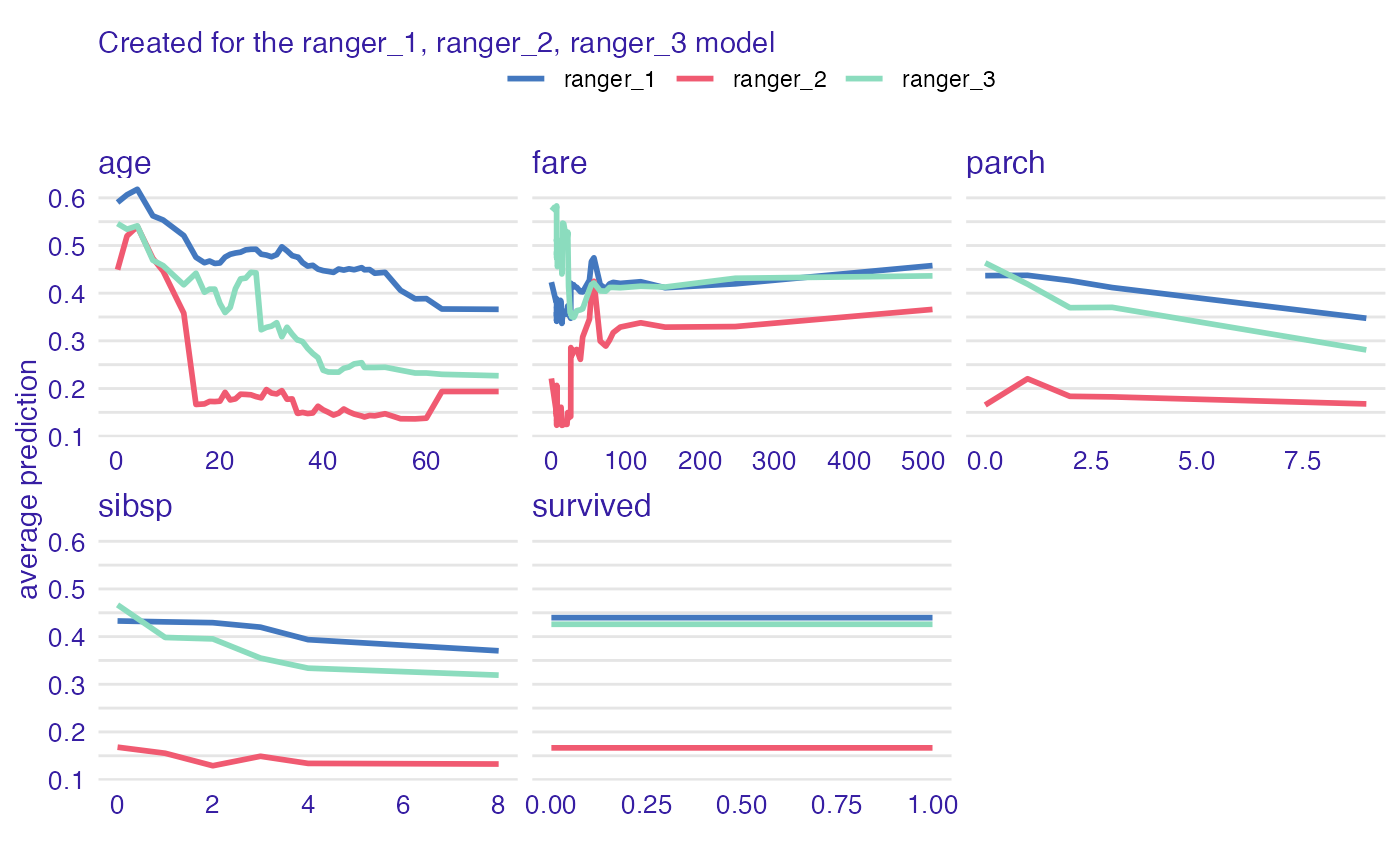 Created for the ranger_1, ranger_2, ranger_3 model
ranger_1 ranger_2 ranger_3
average prediction
age
0.6
0.5
0.4
0.3
0.2
0.1
0 20 40 60
fare
0 100 200 300 400 500
parch
0.0 2.5 5.0 7.5
sibsp
0.6
0.5
0.4
0.3
0.2
0.1
0 2 4 6 8
survived
0.00 0.25 0.50 0.75 1.00